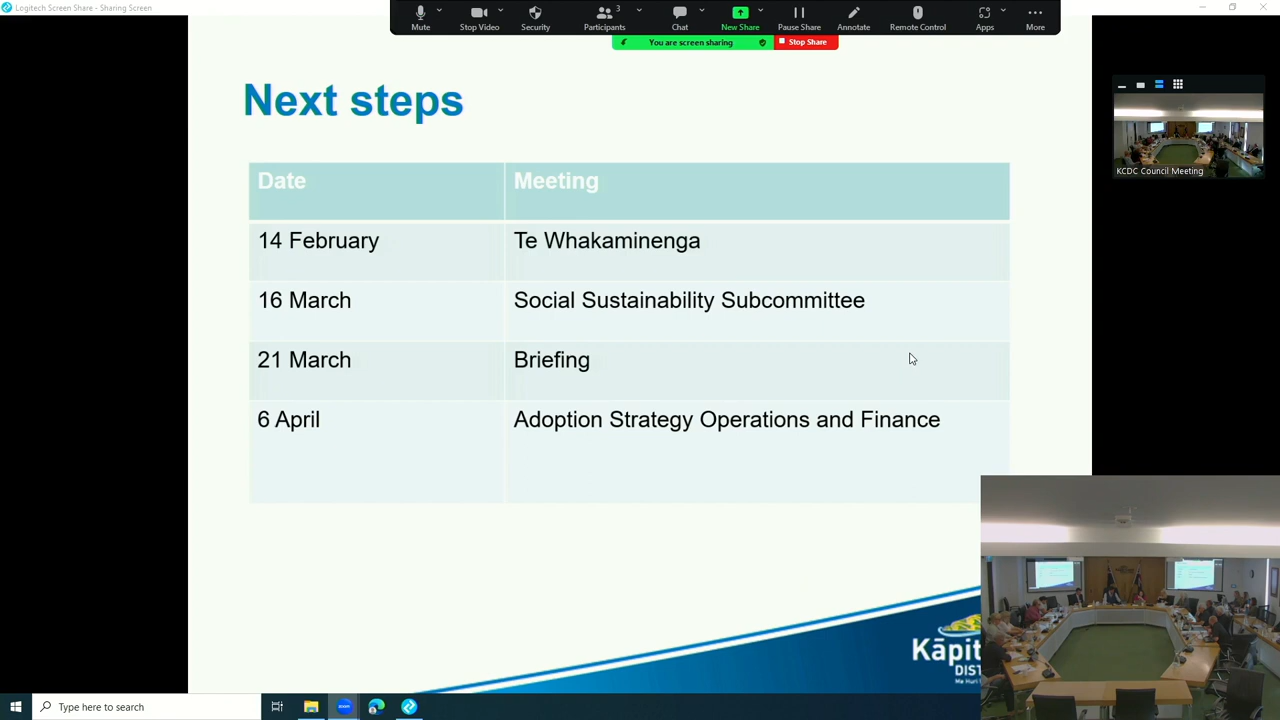 Logitech Screen Share - Sharing Screen
Mute
Stop Video
Security
3
Participants
Chat
New Share
Pause Share
Annotate
Remote Control
Apps
More
You are screen sharing
Stop Share
Next steps
KCDC Council Meeting
Date Meeting
14 February Te Whakaminenga
16 March Social Sustainability Subcommittee
21 March Briefing
6 April Adoption Strategy Operations and Finance
Type here to search
zoom